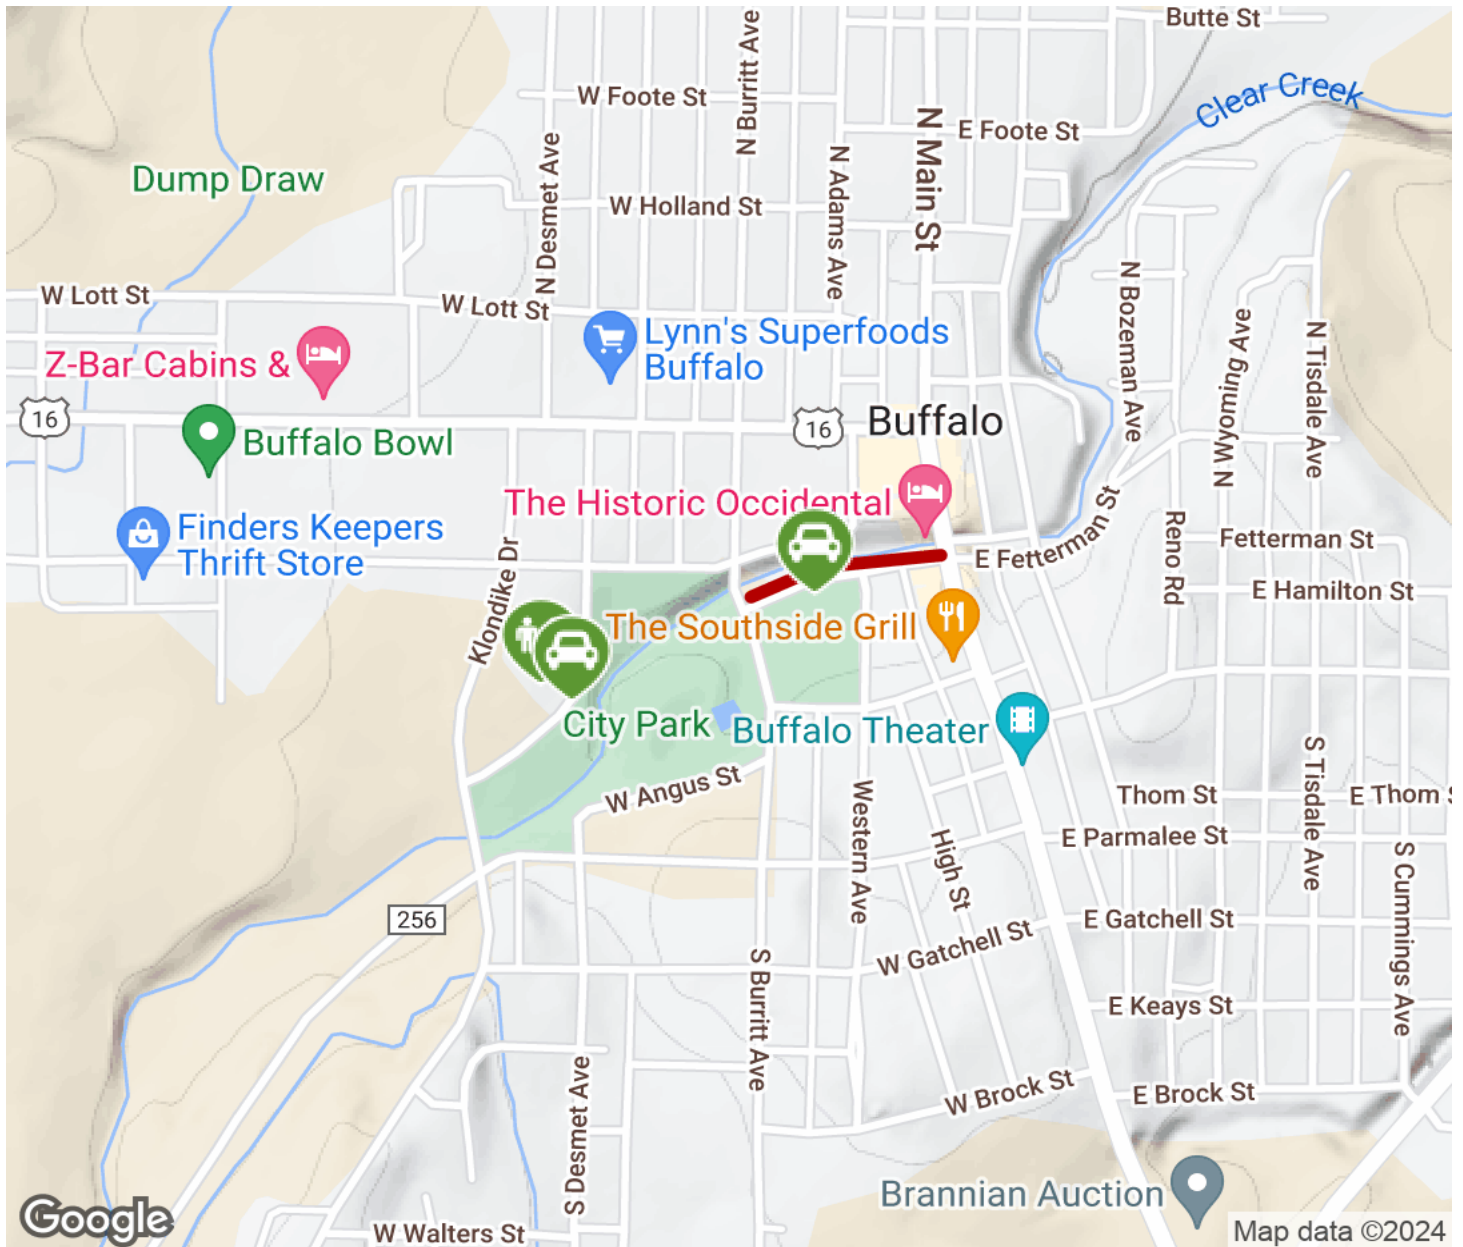 Butte St
N Burritt Ave
W Foote St
Clear Creek
N Main St
E Foote St
N Desmet Ave
N Adams Ave
Dump Draw
W Holland St
W Lott St
W Lott St
N Bozeman Ave
N Wyoming Ave
N Tisdale Ave
Lynn's Superfoods
Buffalo
Z-Bar Cabins &
16
16
Buffalo
Buffalo Bowl
The Historic Occidental
Finders Keepers
Thrift Store
Klondike Dr
E Fetterman St
Reno Rd
Fetterman St
E Hamilton St
The Southside Grill
City Park
Buffalo Theater
W Angus St
Western Ave
High St
Thom St
S Tisdale Ave
E Thom S
E Parmalee St
S Cummings Ave
256
E Gatchell St
W Gatchell St
S Burritt Ave
E Keays St
S Desmet Ave
W Brock St
E Brock St
Brannian Auction
Google
W Walters St
Map data ©2024